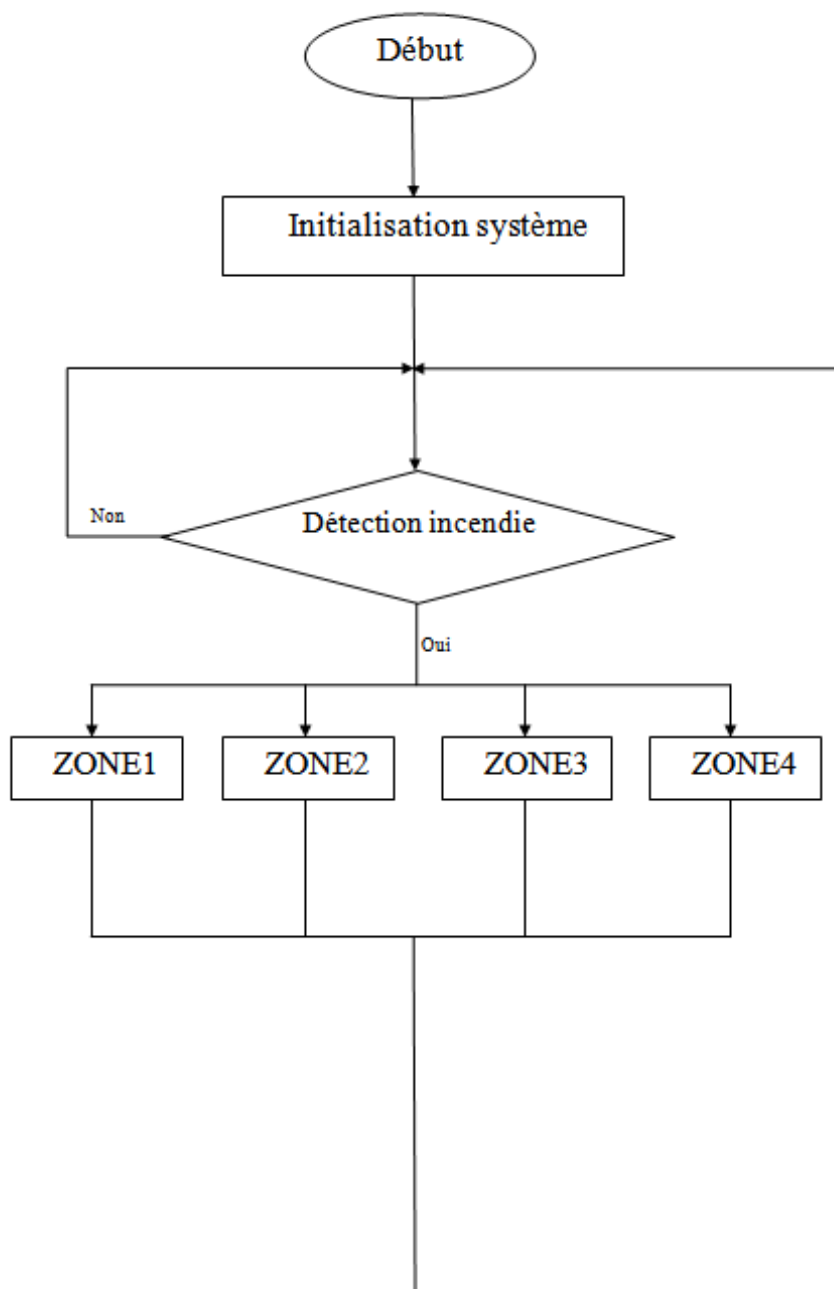 Début
Initialisation système
Détection incendie
Non
Oui
ZONE1
ZONE2
ZONE3
ZONE4